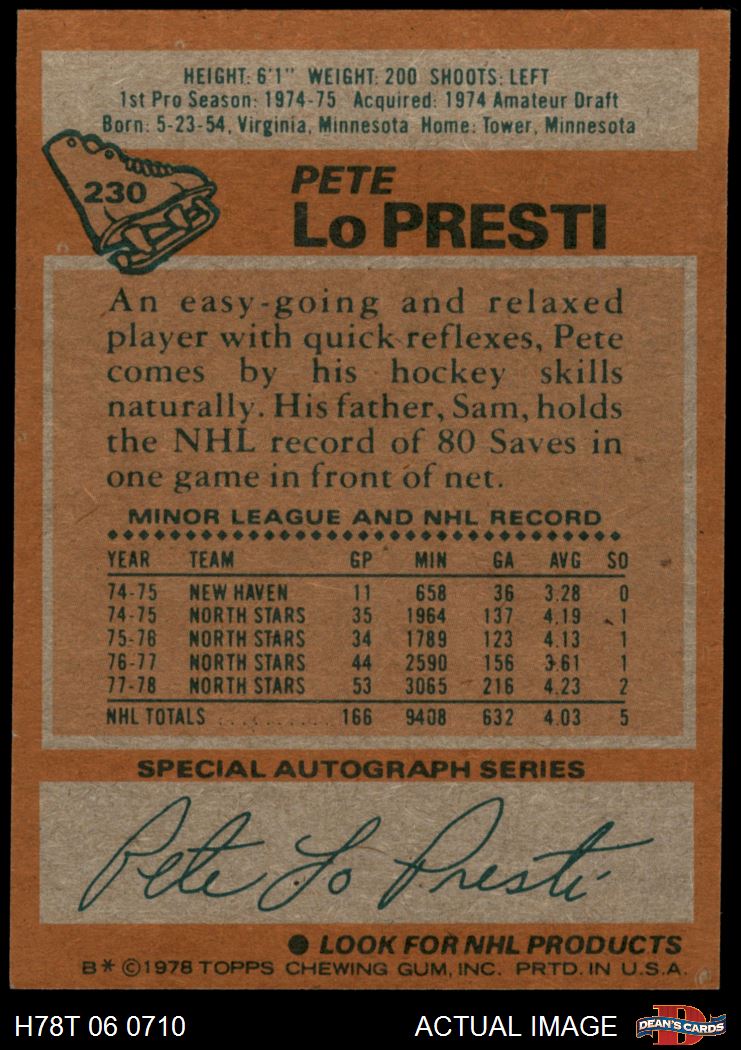 HEIGHT: 6'1" WEIGHT: 200 SHOOTS: LEFT
1st Pro Season: 1974-75 Acquired: 1974 Amateur Draft
Born: 5-23-54, Virginia, Minnesota Home: Tower, Minnesota
230
PETE
Lo PRESTI
An easy-going and relaxed
player with quick reflexes, Pete
comes by his hockey skills
naturally. His father, Sam, holds
the NHL record of 80 Saves in
one game in front of net.
MINOR LEAGUE AND NHL RECORD
YEAR TEAM GP MIN GA AVG SO
74-75 NEW HAVEN 11 658 36 3.28 0
74-75 NORTH STARS 35 1964 137 4.19 1
75-76 NORTH STARS 34 1789 123 4.13 1
76-77 NORTH STARS 44 2590 156 3.61 1
77-78 NORTH STARS 53 3065 216 4.23 2
NHL TOTALS .......... 166 9408 632 4.03 5
SPECIAL AUTOGRAPH SERIES
Pete Lo Presti
● LOOK FOR NHL PRODUCTS
B* ©1978 TOPPS CHEWING GUM, INC. PRTD. IN U.S.A.
H78T 06 0710 ACTUAL IMAGE DEAN'S CARDS